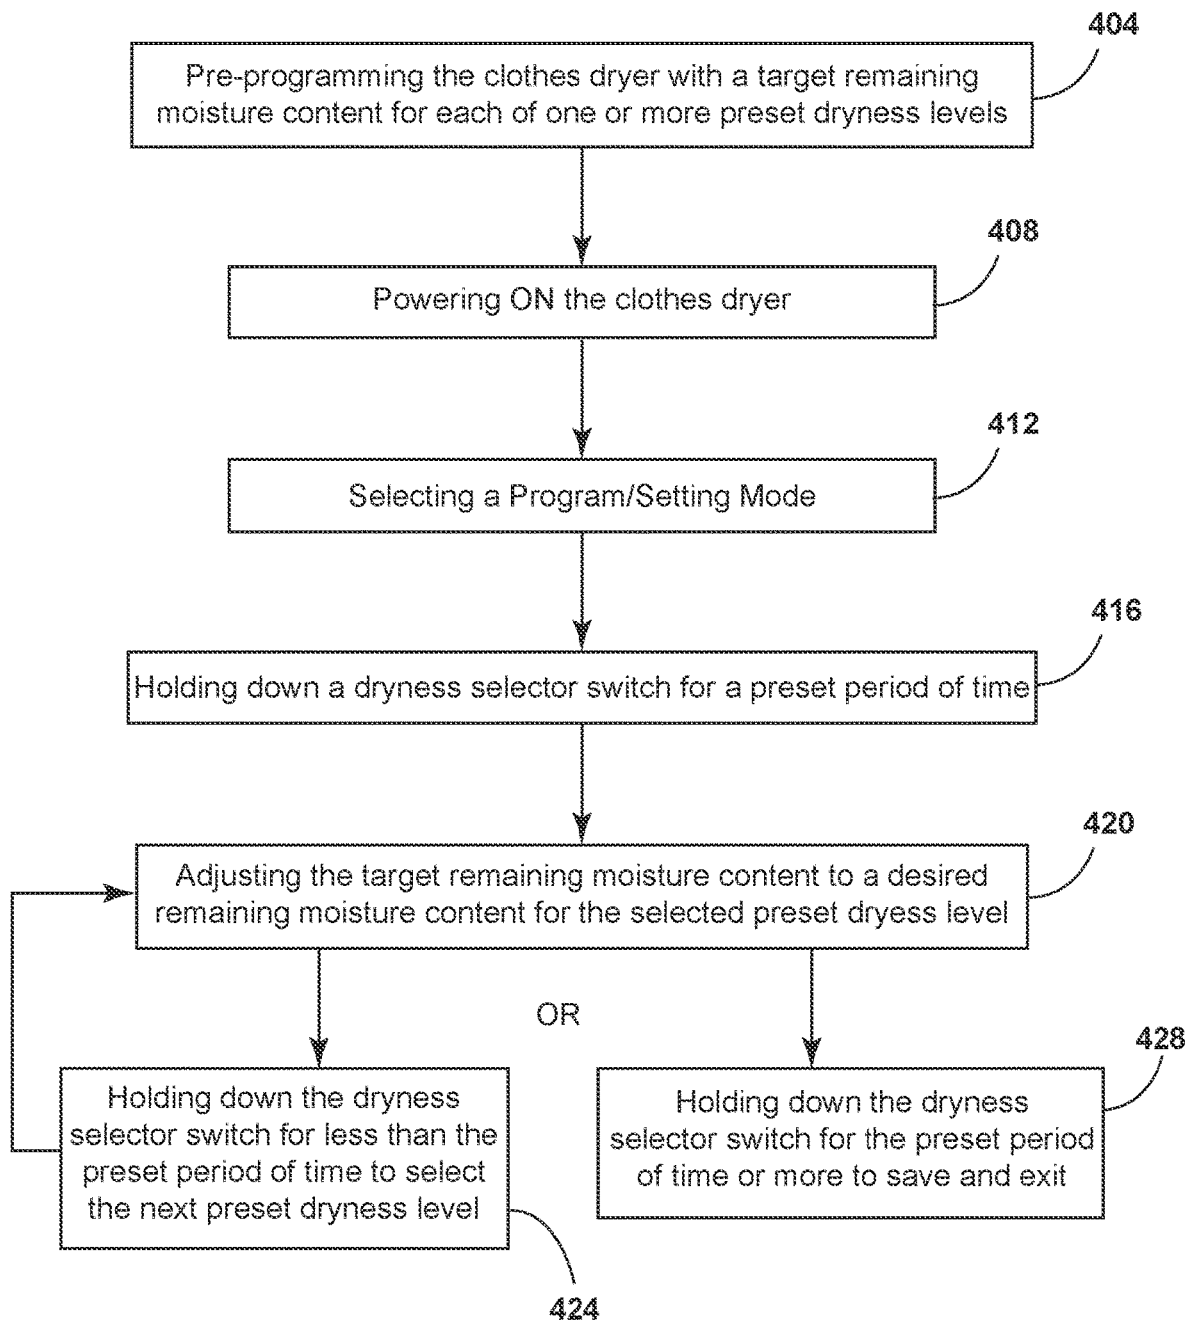 404
Pre-programming the clothes dryer with a target remaining
moisture content for each of one or more preset dryness levels
408
Powering ON the clothes dryer
412
Selecting a Program/Setting Mode
416
Holding down a dryness selector switch for a preset period of time
420
Adjusting the target remaining moisture content to a desired
remaining moisture content for the selected preset dryess level
OR
428
Holding down the dryness
selector switch for less than the
preset period of time to select
the next preset dryness level
424
Holding down the dryness
selector switch for the preset period
of time or more to save and exit